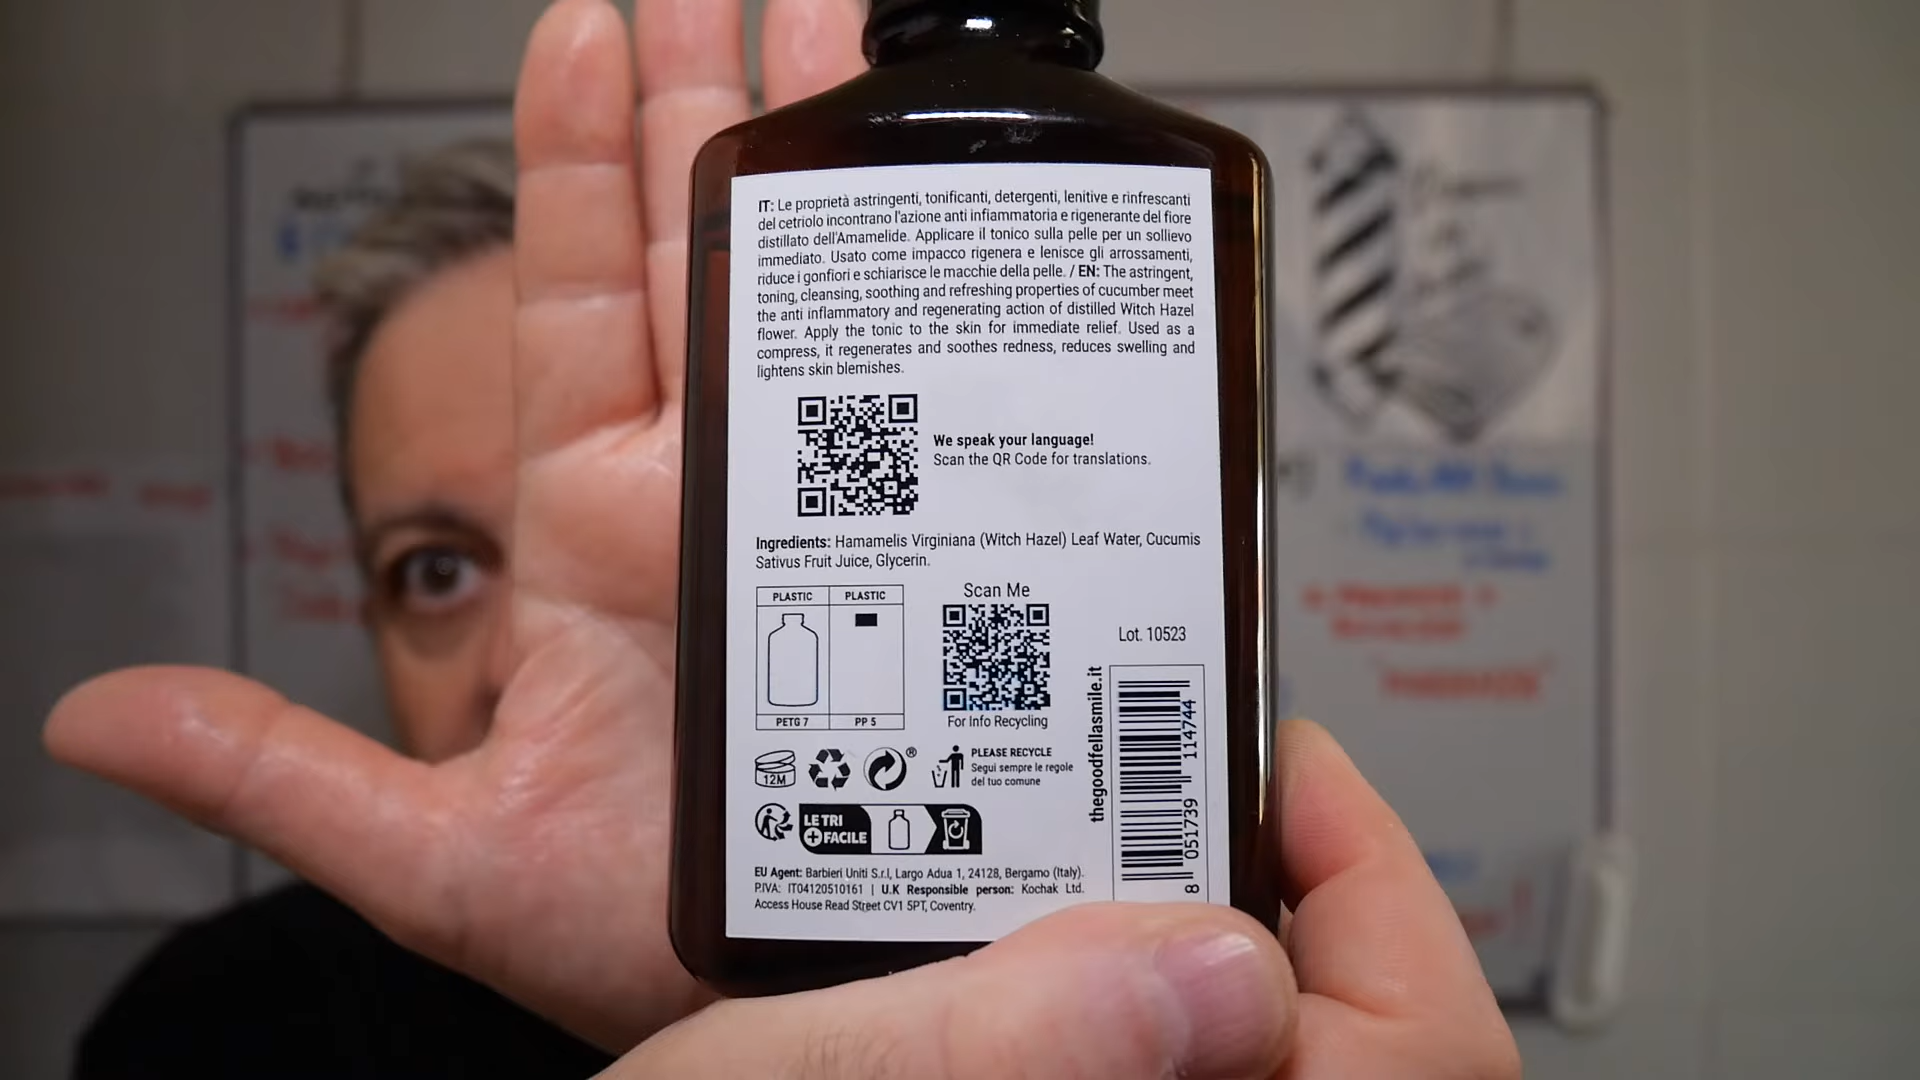 IT: Le proprietà astringenti, tonificanti, detergenti, lenitive e rinfrescanti
del cetriolo incontrano l'azione anti infiammatoria e rigenerante del fiore
distillato dell'Amamelide. Applicare il tonico sulla pelle per un sollievo
immediato. Usato come impacco rigenera e lenisce gli arrossamenti,
riduce i gonfiori e schiarisce le macchie della pelle. / EN: The astringent,
toning, cleansing, soothing and refreshing properties of cucumber meet
the anti inflammatory and regenerating action of distilled Witch Hazel
flower. Apply the tonic to the skin for immediate relief. Used as a
compress, it regenerates and soothes redness, reduces swelling and
lightens skin blemishes.
We speak your language!
Scan the QR Code for translations.
Ingredients: Hamamelis Virginiana (Witch Hazel) Leaf Water, Cucumis
Sativus Fruit Juice, Glycerin.
PLASTIC PLASTIC
PETG 7 PP 5
Scan Me
For Info Recycling
Lot. 10523
thegoodfellasmile.it
8 051739 114744
12M
®
PLEASE RECYCLE
Segui sempre le regole
del tuo comune
LE TRI
+ FACILE
EU Agent: Barbieri Uniti S.r.l, Largo Adua 1, 24128, Bergamo (Italy).
P.IVA: IT04120510161 | U.K Responsible person: Kochak Ltd.
Access House Read Street CV1 5PT, Coventry.